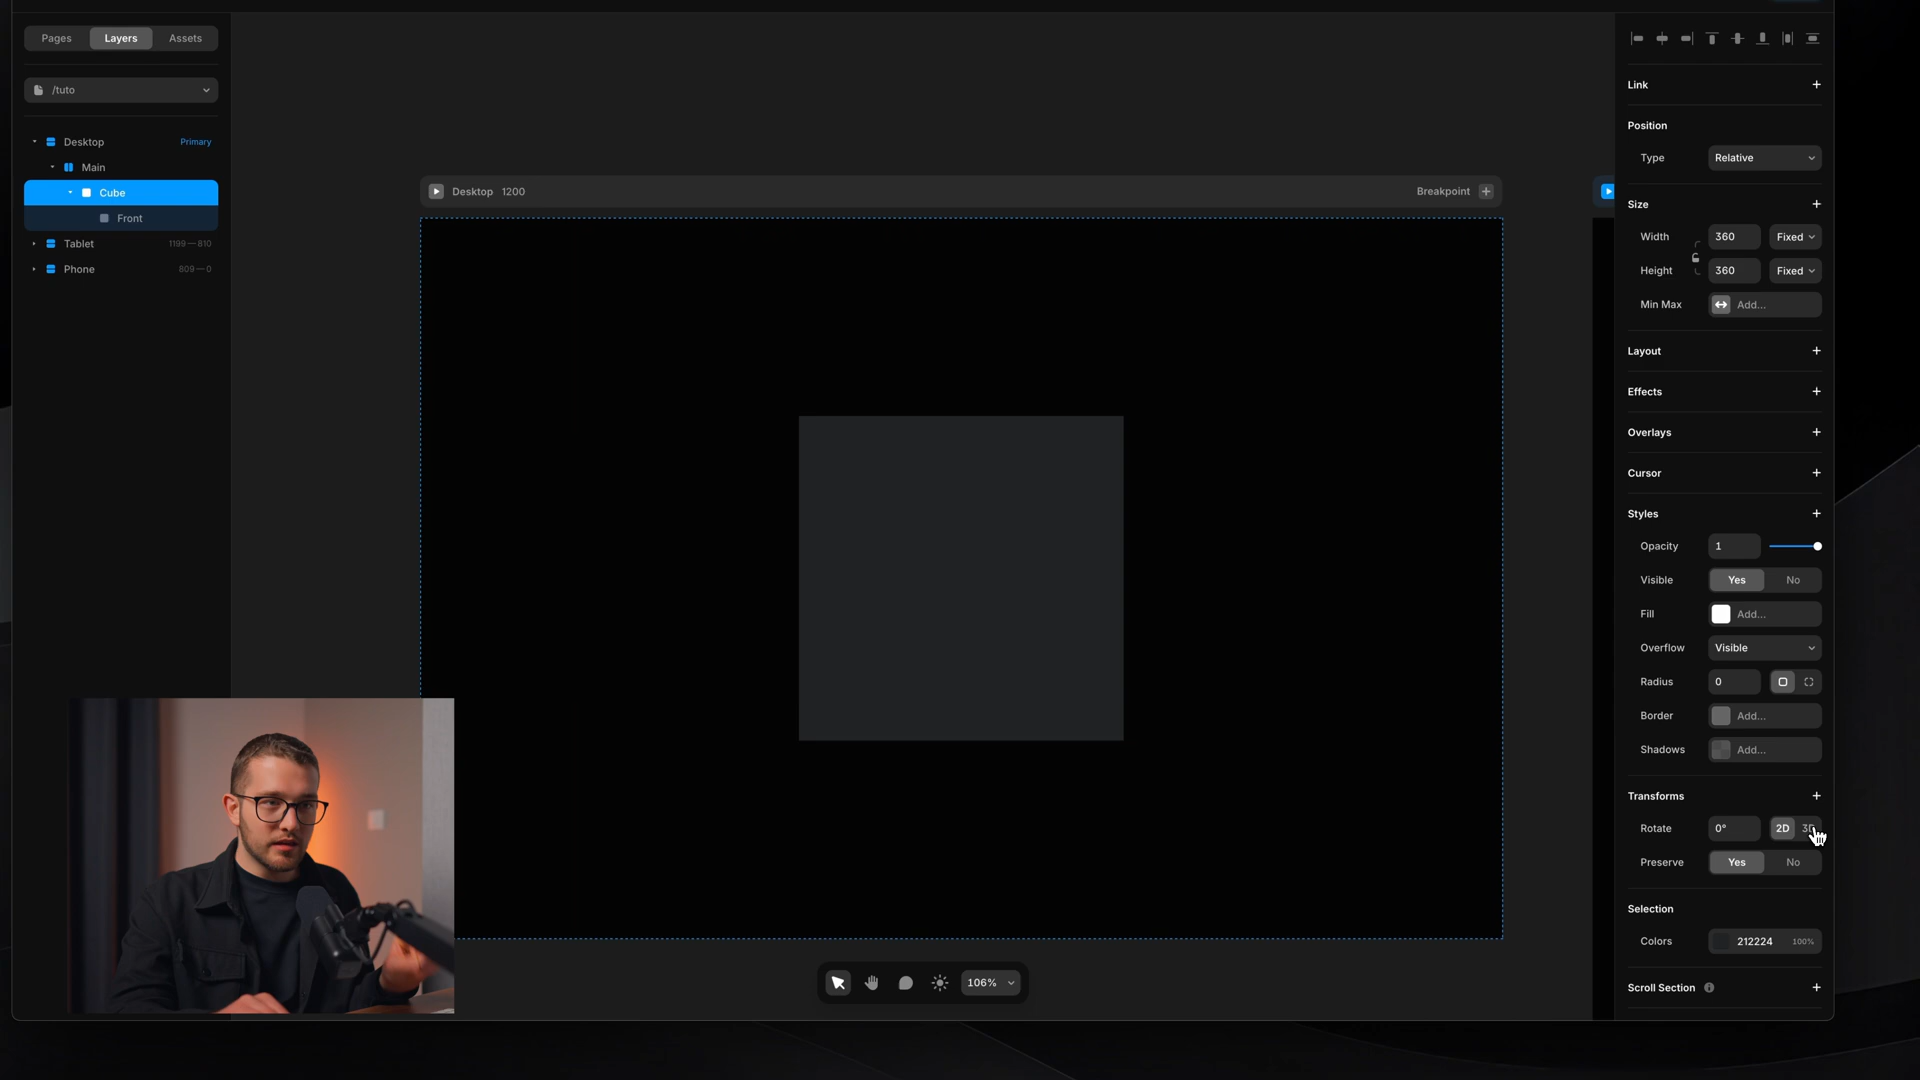 Pages Layers Assets
/tuto
Desktop Primary
Main
Cube
Front
Tablet 1199—810
Phone 809—0
Desktop 1200 Breakpoint
106%
Link
Position
Type Relative
Size
Width 360 Fixed
Height 360 Fixed
Min Max Add...
Layout
Effects
Overlays
Cursor
Styles
Opacity 1
Visible Yes No
Fill Add...
Overflow Visible
Radius 0
Border Add...
Shadows Add...
Transforms
Rotate 0° 2D 3D
Preserve Yes No
Selection
Colors 212224 100%
Scroll Section